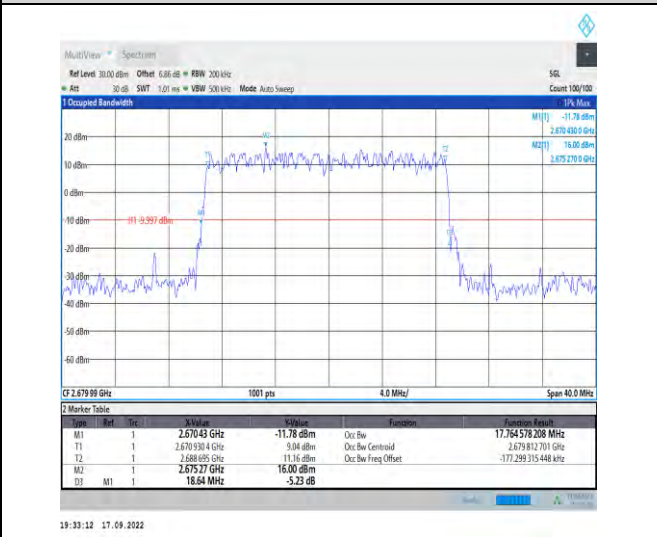 MultiView Spectrum
Ref Level 30.00 dBm Offset 6.86 dB RBW 200 kHz SGL
Att 30 dB SWT 1.01 ms VBW 500 kHz Mode Auto Sweep Count 100/100
1 Occupied Bandwidth 1Pk Max
M1[1] -11.78 dBm
2.670 430 0 GHz
M2[1] 16.00 dBm
2.675 270 0 GHz
20 dBm
10 dBm
0 dBm
-10 dBm
H1 -9.997 dBm
-20 dBm
-30 dBm
-40 dBm
-50 dBm
-60 dBm
CF 2.679 99 GHz 1001 pts 4.0 MHz/ Span 40.0 MHz
2 Marker Table
Type Ref Trc X-Value Y-Value Function Function Result
M1 1 2.67043 GHz -11.78 dBm Occ Bw 17.764 578 208 MHz
T1 1 2.670 930 4 GHz 9.04 dBm Occ Bw Centroid 2.679 812 701 GHz
T2 1 2.688 695 GHz 11.16 dBm Occ Bw Freq Offset -177.299 315 448 kHz
M2 1 2.675 27 GHz 16.00 dBm
D3 M1 1 18.64 MHz -5.23 dB
19:33:12 17.09.2022